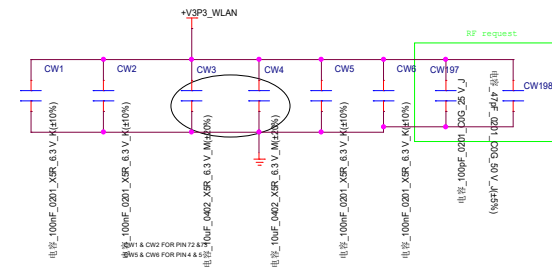 +V3P3_WLAN
RF request
CW1
CW2
CW3
CW4
CW5
CW6
CW197
CW198
电容_100nF_0201_X5R_6.3 V_K(±10%)
电容_100nF_0201_X5R_6.3 V_K(±10%)
电容_10uF_0402_X5R_6.3 V_M(±20%)
电容_10uF_0402_X5R_6.3 V_M(±20%)
电容_100nF_0201_X5R_6.3 V_K(±10%)
电容_100nF_0201_X5R_6.3 V_K(±10%)
电容_100pF_0201_C0G_25 V_J
电容_47pF_0201_C0G_50 V_J(±5%)
CW1 & CW2 FOR PIN 72 &73
CW5 & CW6 FOR PIN 4 & 5